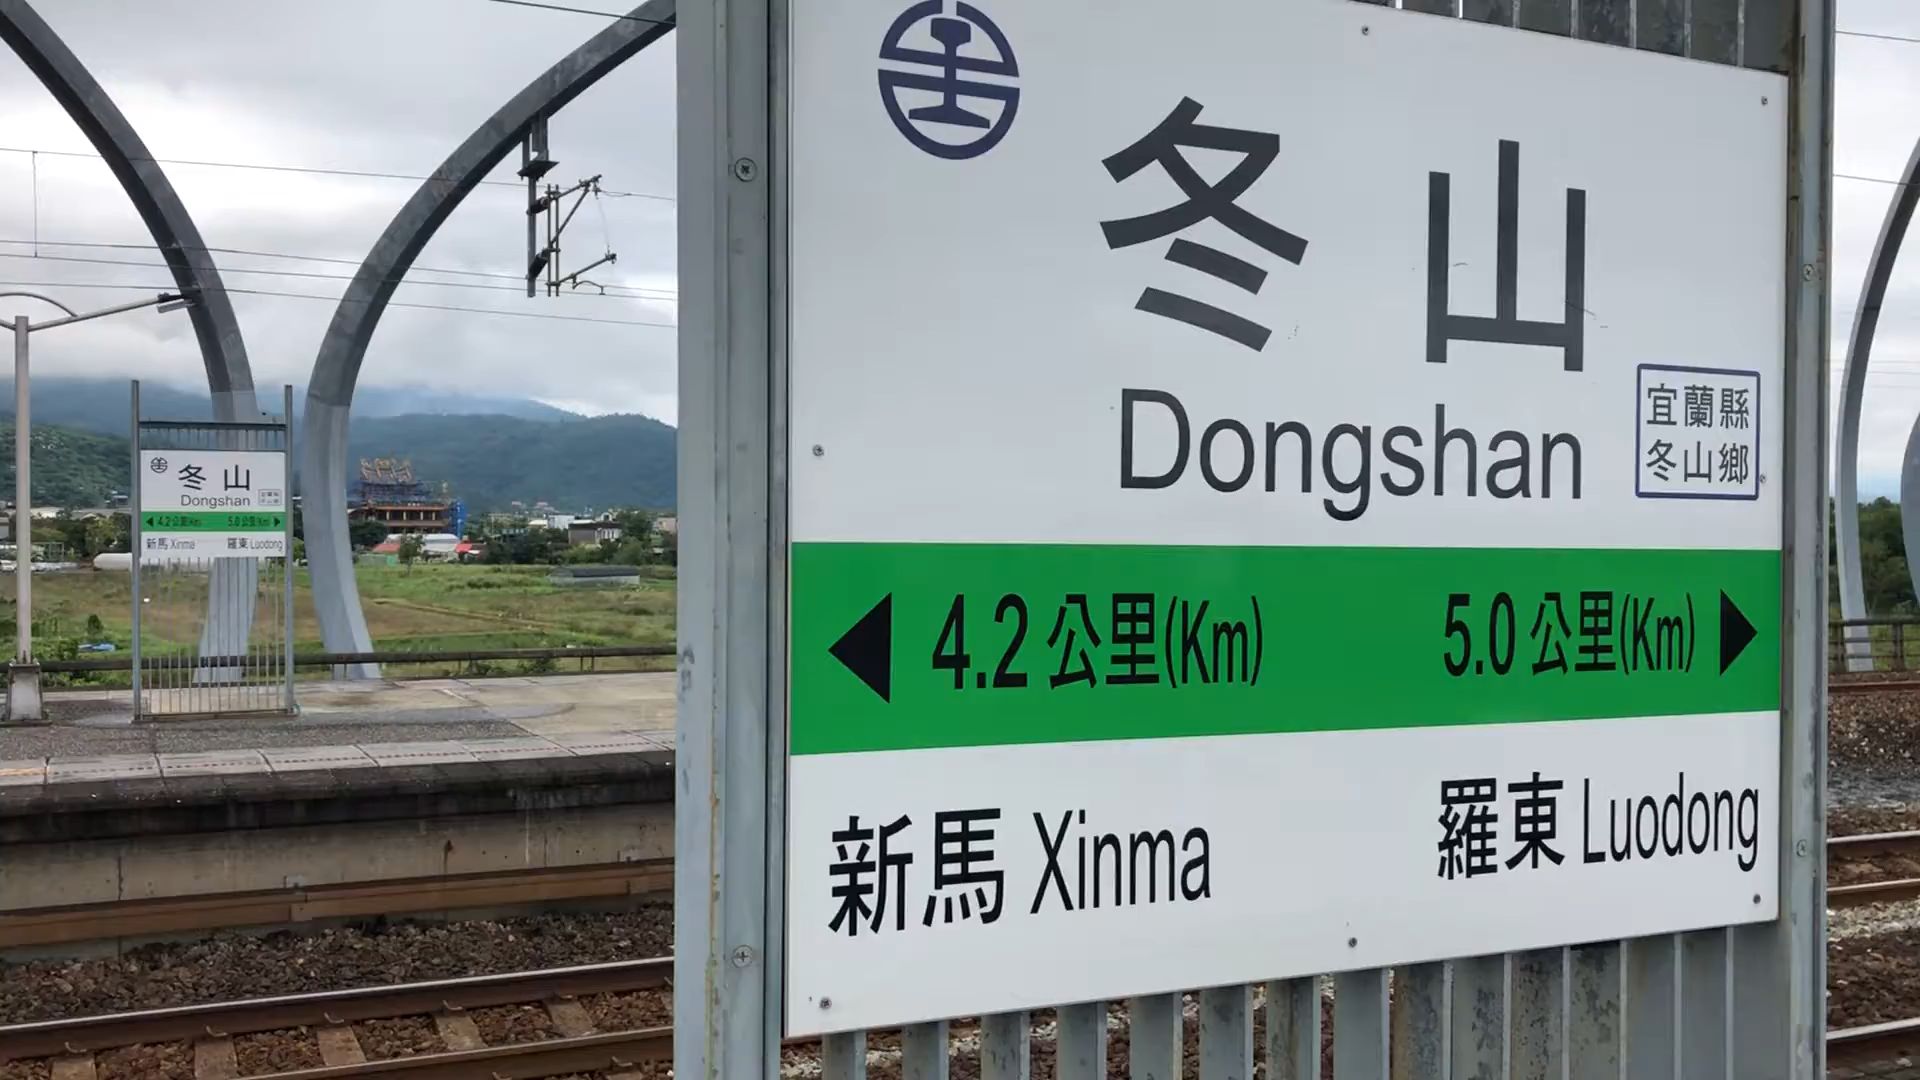 冬山
Dongshan
宜蘭縣
冬山鄉
4.2公里(Km)
5.0公里(Km)
新馬 Xinma
羅東 Luodong
冬山
Dongshan
4.2公里(Km)
5.0公里(Km)
新馬 Xinma
羅東 Luodong